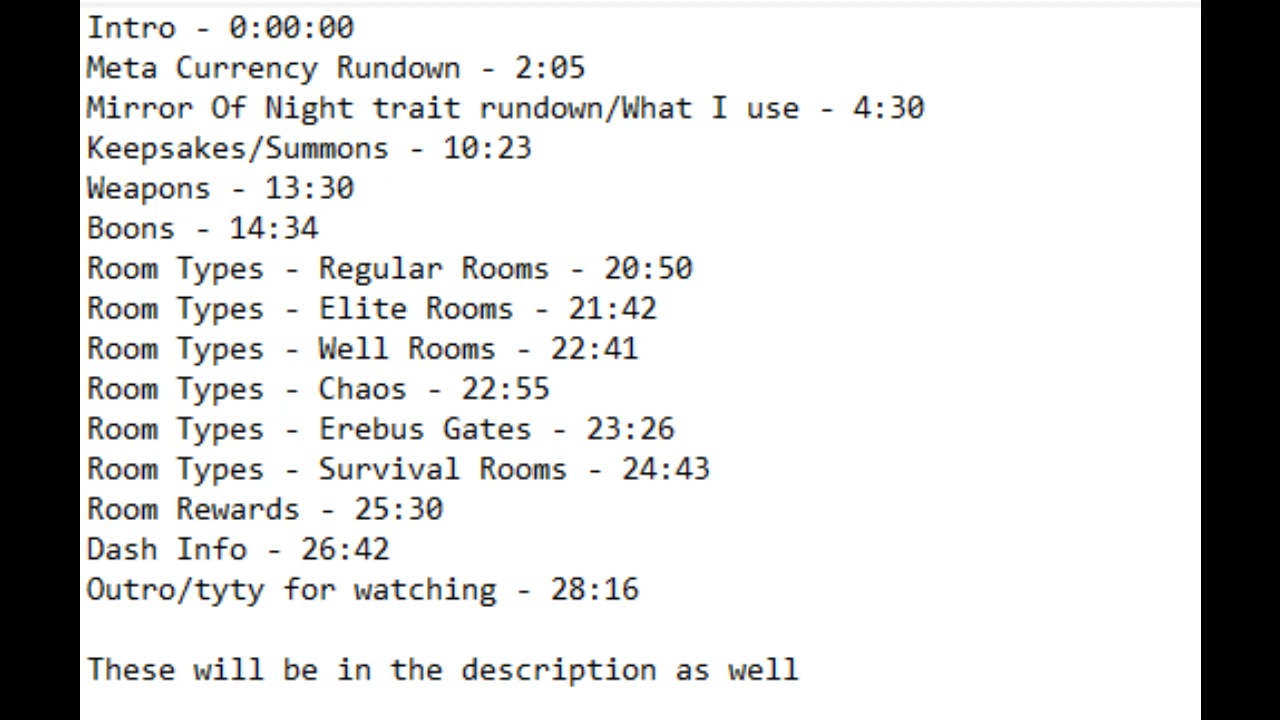 Intro - 0:00:00
Meta Currency Rundown - 2:05
Mirror Of Night trait rundown/What I use - 4:30
Keepsakes/Summons - 10:23
Weapons - 13:30
Boons - 14:34
Room Types - Regular Rooms - 20:50
Room Types - Elite Rooms - 21:42
Room Types - Well Rooms - 22:41
Room Types - Chaos - 22:55
Room Types - Erebus Gates - 23:26
Room Types - Survival Rooms - 24:43
Room Rewards - 25:30
Dash Info - 26:42
Outro/tyty for watching - 28:16
These will be in the description as well